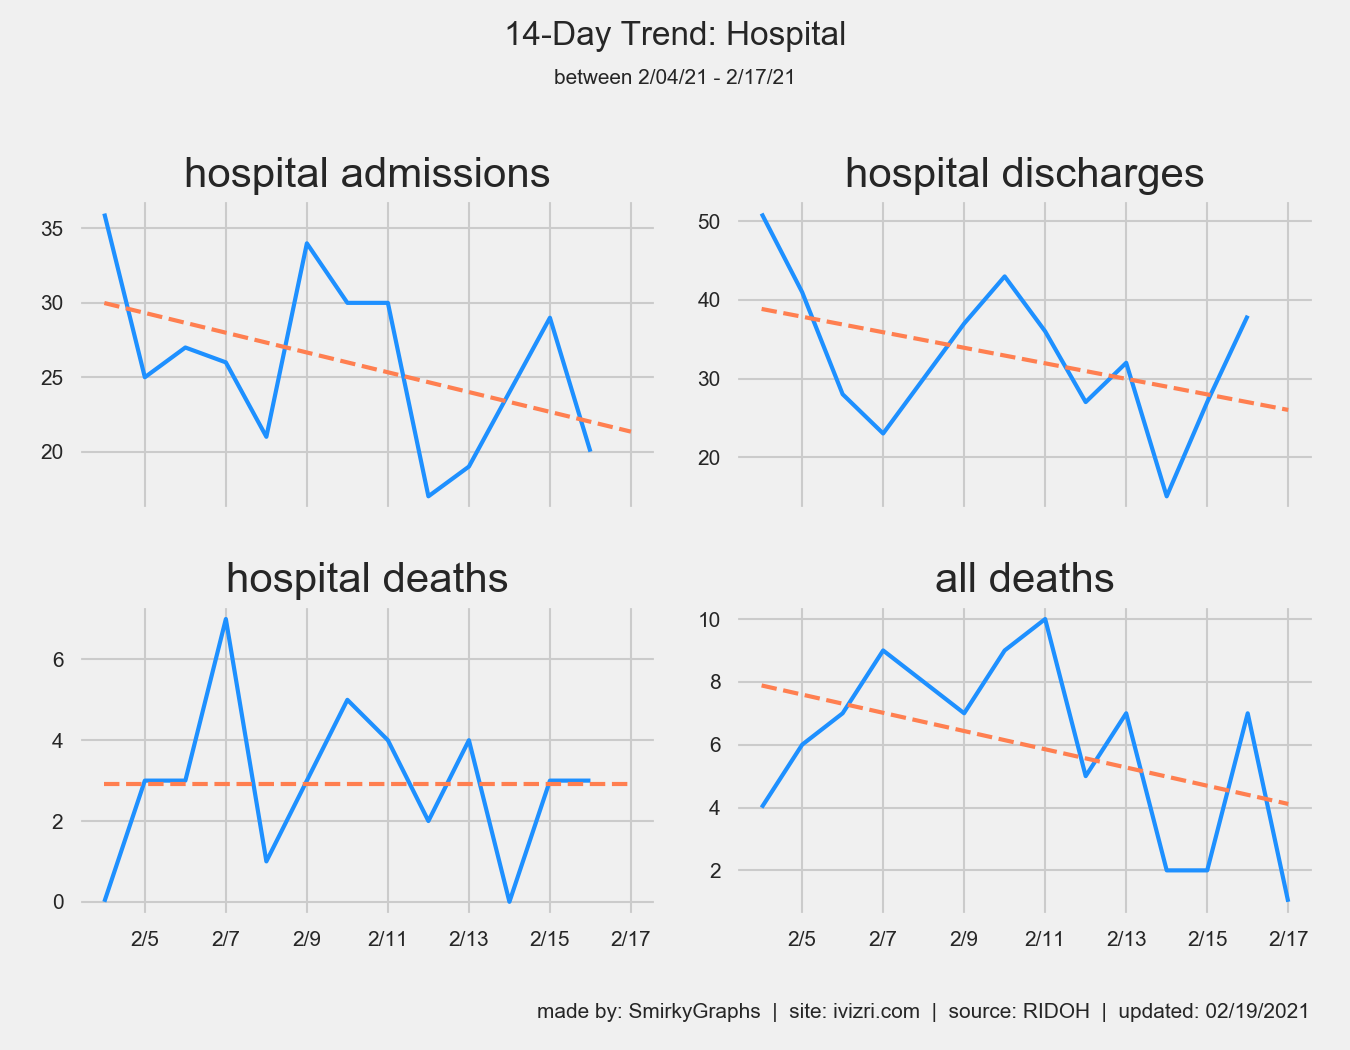 14-Day Trend: Hospital
between 2/04/21 - 2/17/21
hospital admissions
35
30
25
20
hospital discharges
50
40
30
20
hospital deaths
6
4
2
0
2/5 2/7 2/9 2/11 2/13 2/15 2/17
all deaths
10
8
6
4
2
2/5 2/7 2/9 2/11 2/13 2/15 2/17
made by: SmirkyGraphs | site: ivizri.com | source: RIDOH | updated: 02/19/2021